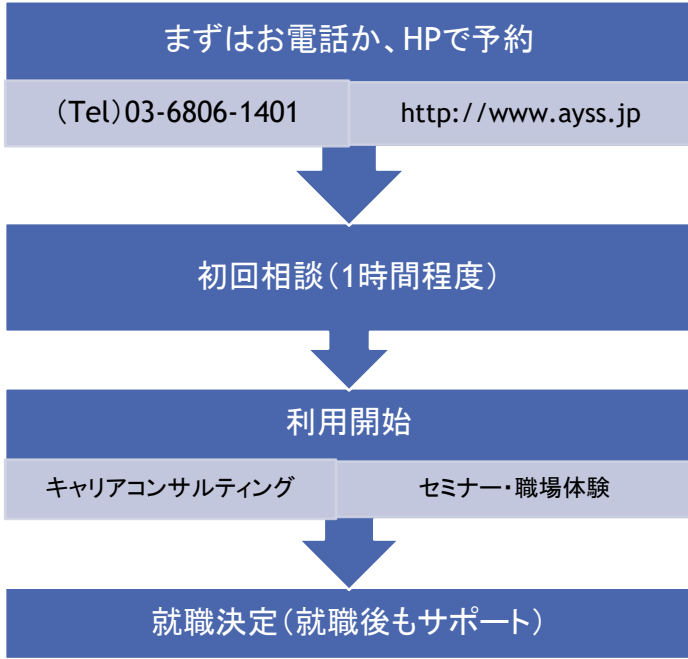 まずはお電話か、HPで予約
(Tel)03-6806-1401
http://www.ayss.jp
初回相談(1時間程度)
利用開始
キャリアコンサルティング
セミナー・職場体験
就職決定(就職後もサポート)